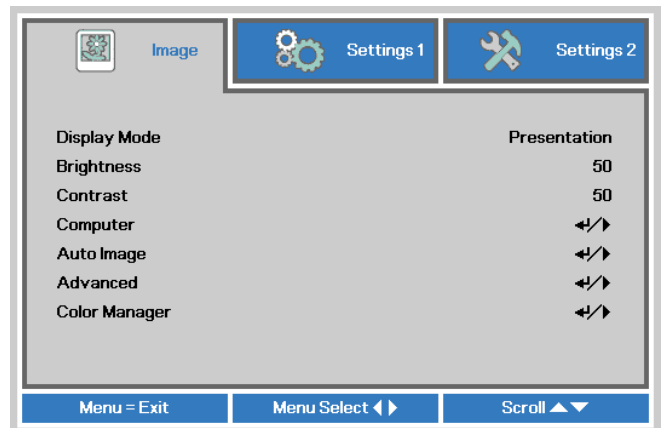 Image Settings 1 Settings 2
Display Mode Presentation
Brightness 50
Contrast 50
Computer
Auto Image
Advanced
Color Manager
Menu = Exit Menu Select Scroll